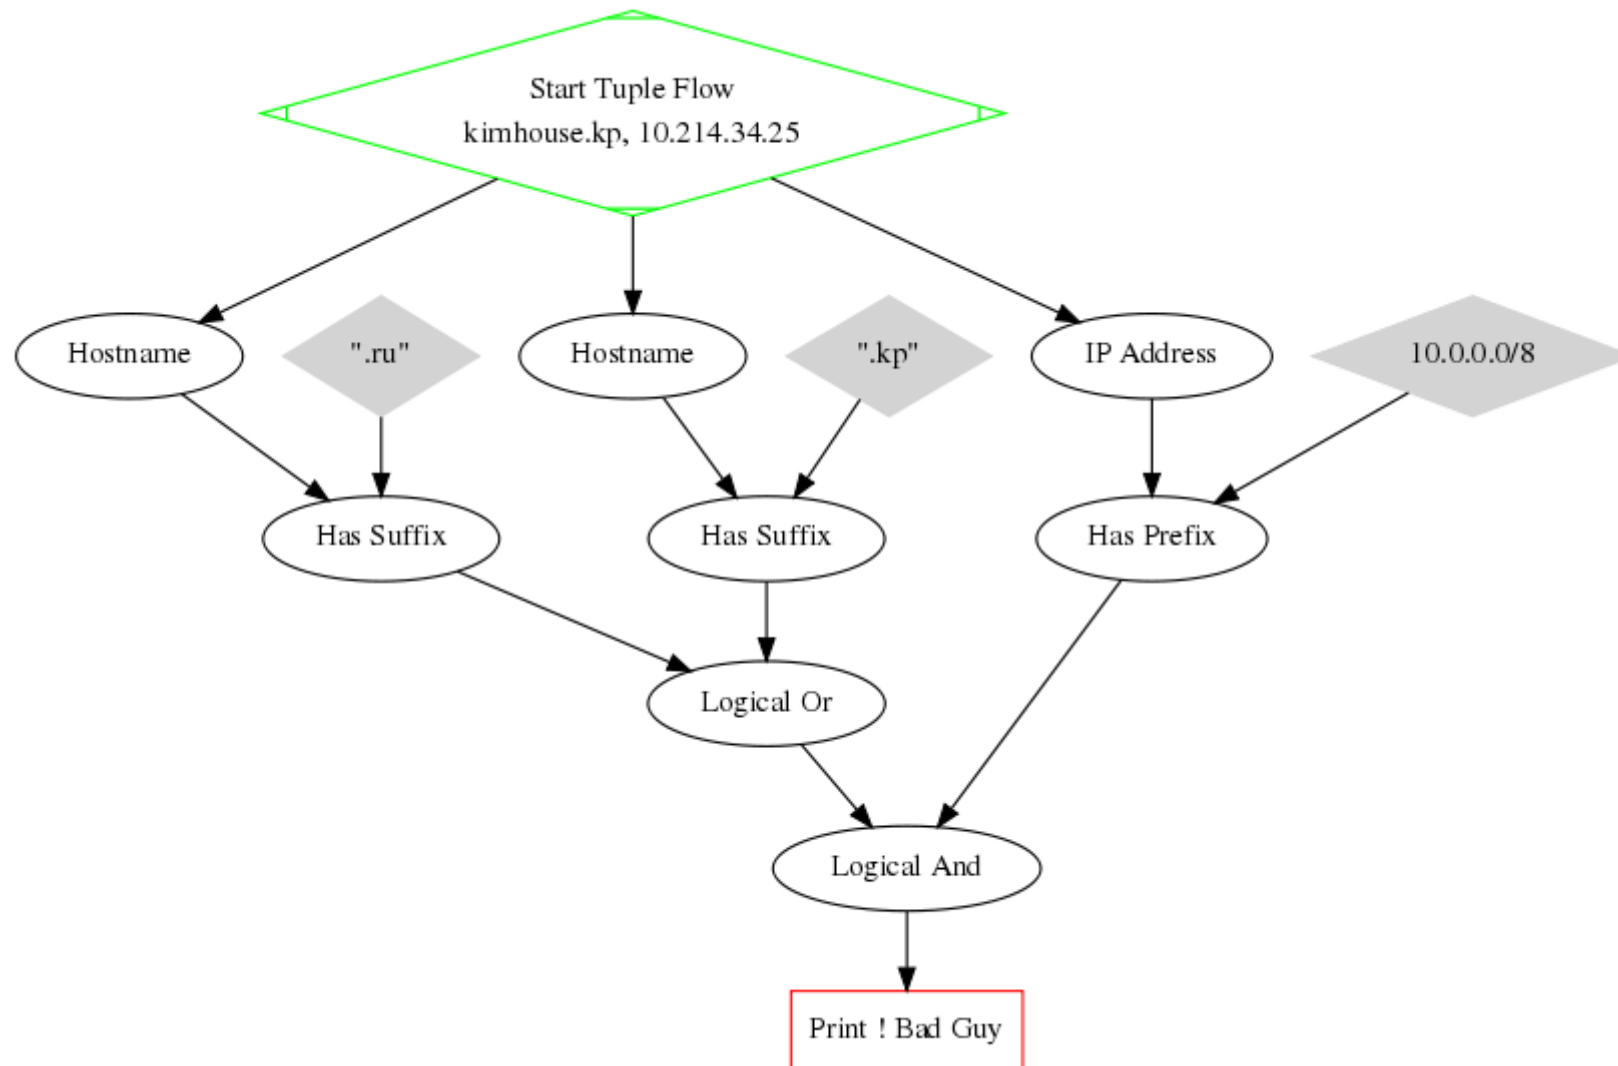 Start Tuple Flow
kimhouse.kp, 10.214.34.25
Hostname
".ru"
Hostname
".kp"
IP Address
10.0.0.0/8
Has Suffix
Has Suffix
Has Prefix
Logical Or
Logical And
Print ! Bad Guy